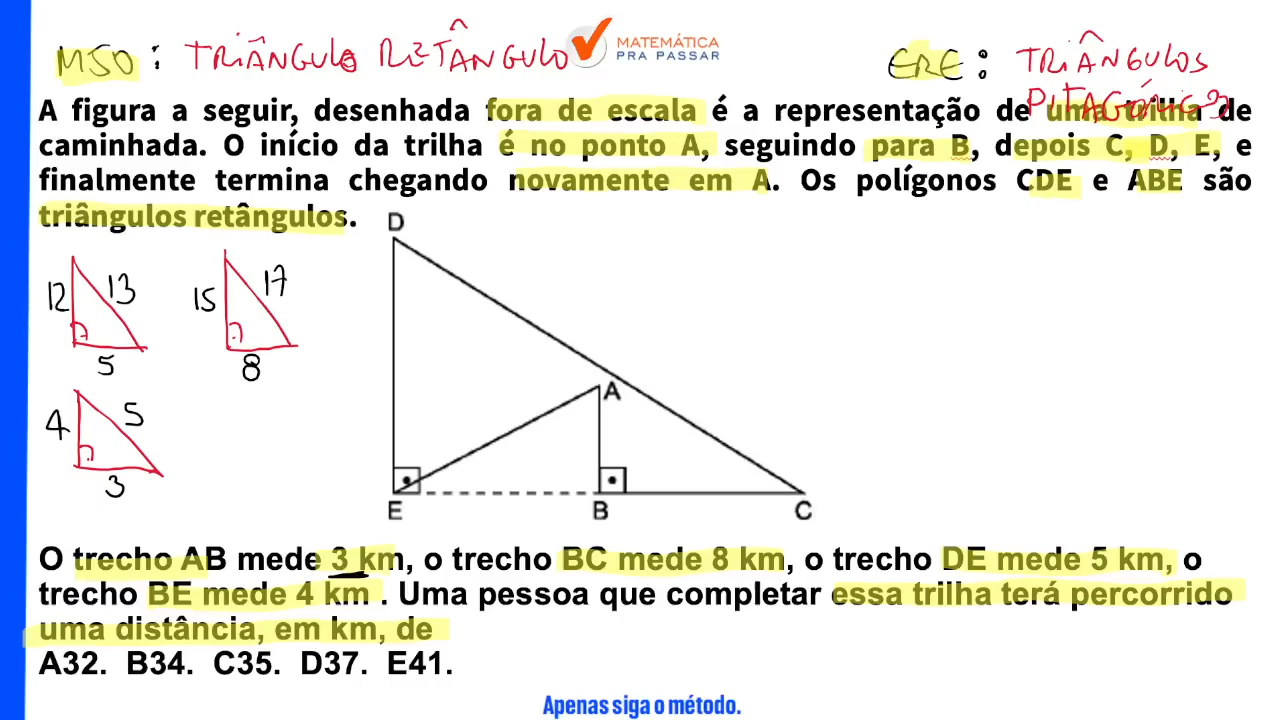 MSO: TRIÂNGULO RETÂNGULO
MATEMÁTICA
PRA PASSAR
ERE: TRIÂNGULOS
PITAGÓRICOS
A figura a seguir, desenhada fora de escala é a representação de uma trilha de
caminhada. O início da trilha é no ponto A, seguindo para B, depois C, D, E, e
finalmente termina chegando novamente em A. Os polígonos CDE e ABE são
triângulos retângulos.
D
12 13
5
15 17
8
4 5
3
A
E B C
O trecho AB mede 3 km, o trecho BC mede 8 km, o trecho DE mede 5 km, o
trecho BE mede 4 km . Uma pessoa que completar essa trilha terá percorrido
uma distância, em km, de
A32. B34. C35. D37. E41.
Apenas siga o método.